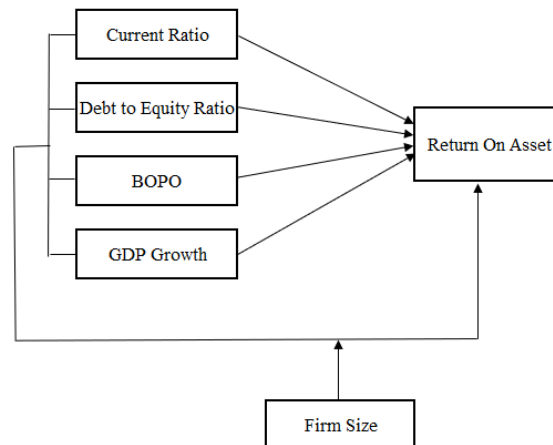 Current Ratio
Debt to Equity Ratio
Return On Asset
BOPO
GDP Growth
Firm Size